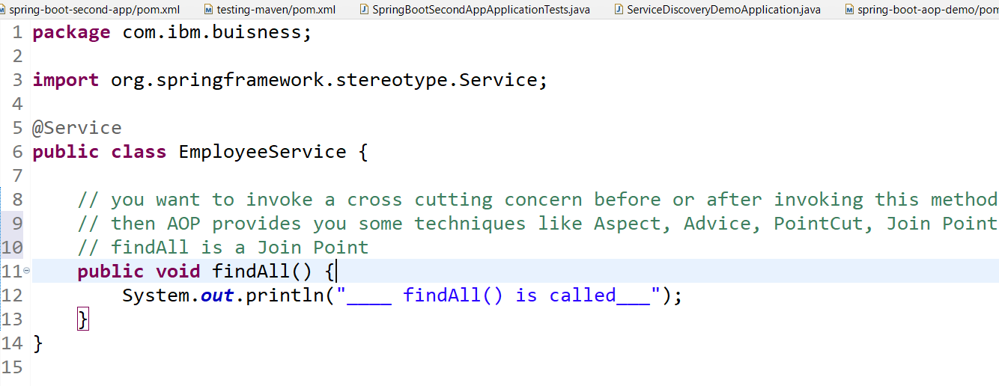 spring-boot-second-app/pom.xml testing-maven/pom.xml SpringBootSecondAppApplicationTests.java ServiceDiscoveryDemoApplication.java spring-boot-aop-demo/pom
1 package com.ibm.buisness;
2
3 import org.springframework.stereotype.Service;
4
5 @Service
6 public class EmployeeService {
7
8 // you want to invoke a cross cutting concern before or after invoking this method
9 // then AOP provides you some techniques like Aspect, Advice, PointCut, Join Point
10 // findAll is a Join Point
11 public void findAll() {
12 System.out.println("____ findAll() is called___");
13 }
14 }
15